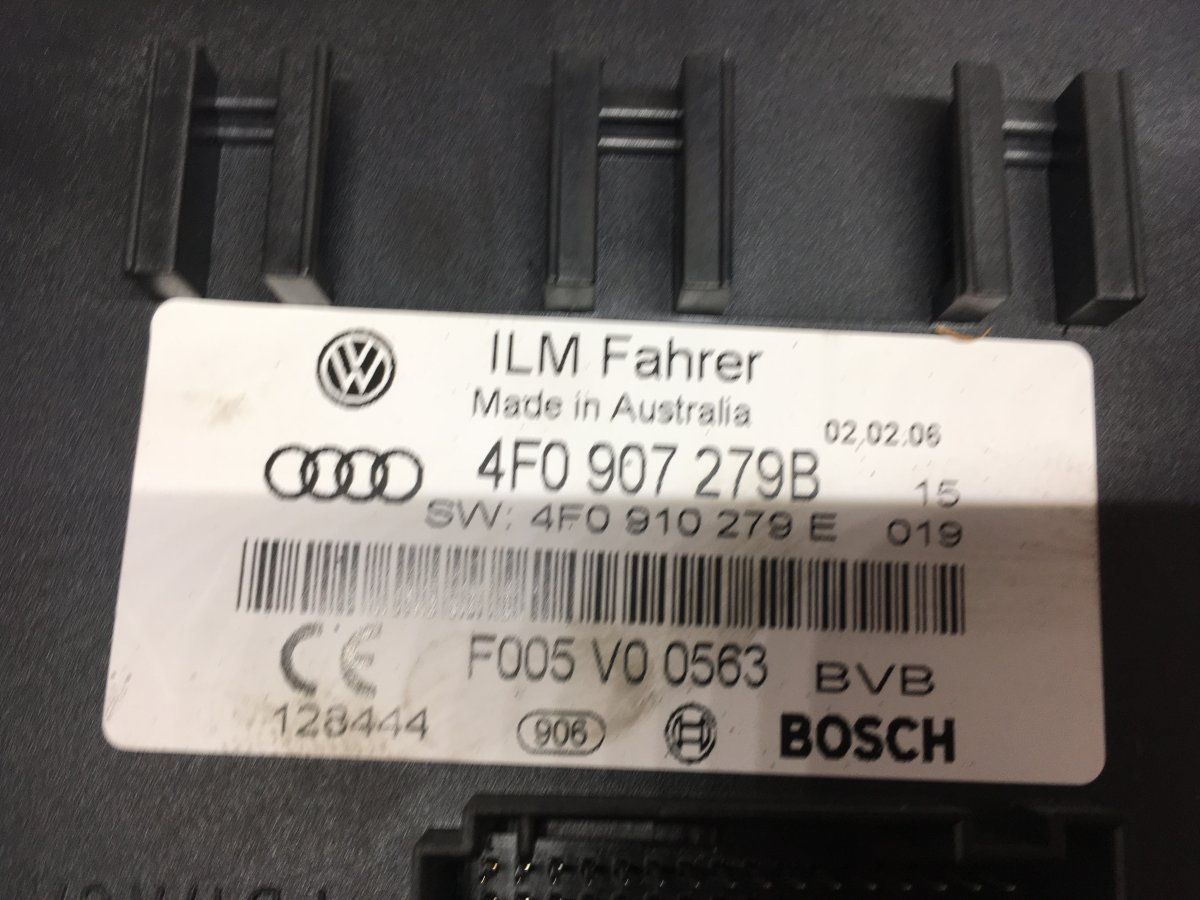 ILM Fahrer
Made in Australia
02.02.06
4F0 907 279B
15
SW: 4F0 910 279 E 019
F005 V0 0563 BVB
128444
906
BOSCH